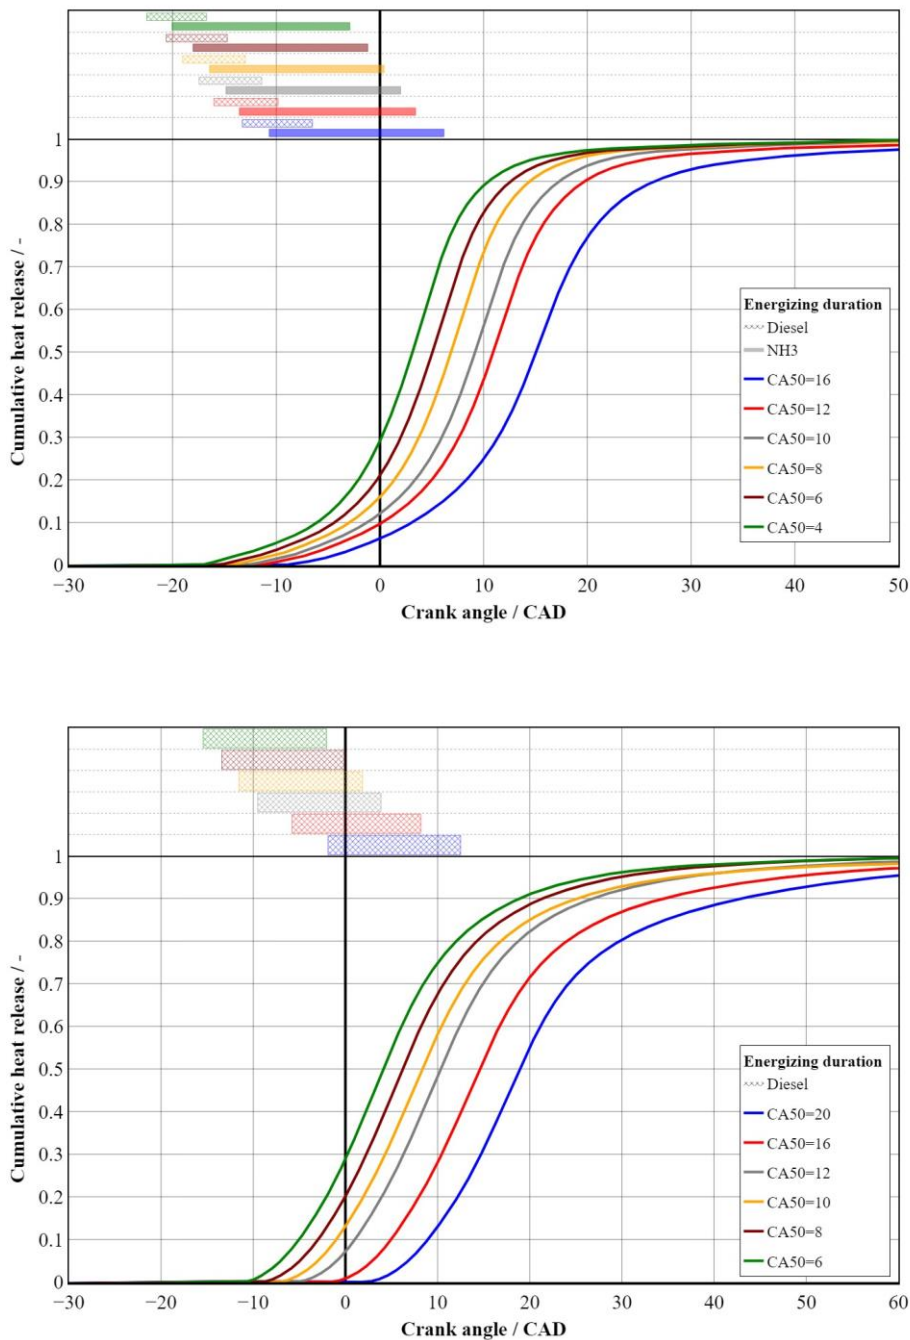 1
0.9
0.8
0.7
0.6
0.5
0.4
0.3
0.2
0.1
0
Cumulative heat release / -
Energizing duration
Diesel
NH3
CA50=16
CA50=12
CA50=10
CA50=8
CA50=6
CA50=4
−30 −20 −10 0 10 20 30 40 50
Crank angle / CAD
1
0.9
0.8
0.7
0.6
0.5
0.4
0.3
0.2
0.1
0
Cumulative heat release / -
Energizing duration
Diesel
CA50=20
CA50=16
CA50=12
CA50=10
CA50=8
CA50=6
−30 −20 −10 0 10 20 30 40 50 60
Crank angle / CAD